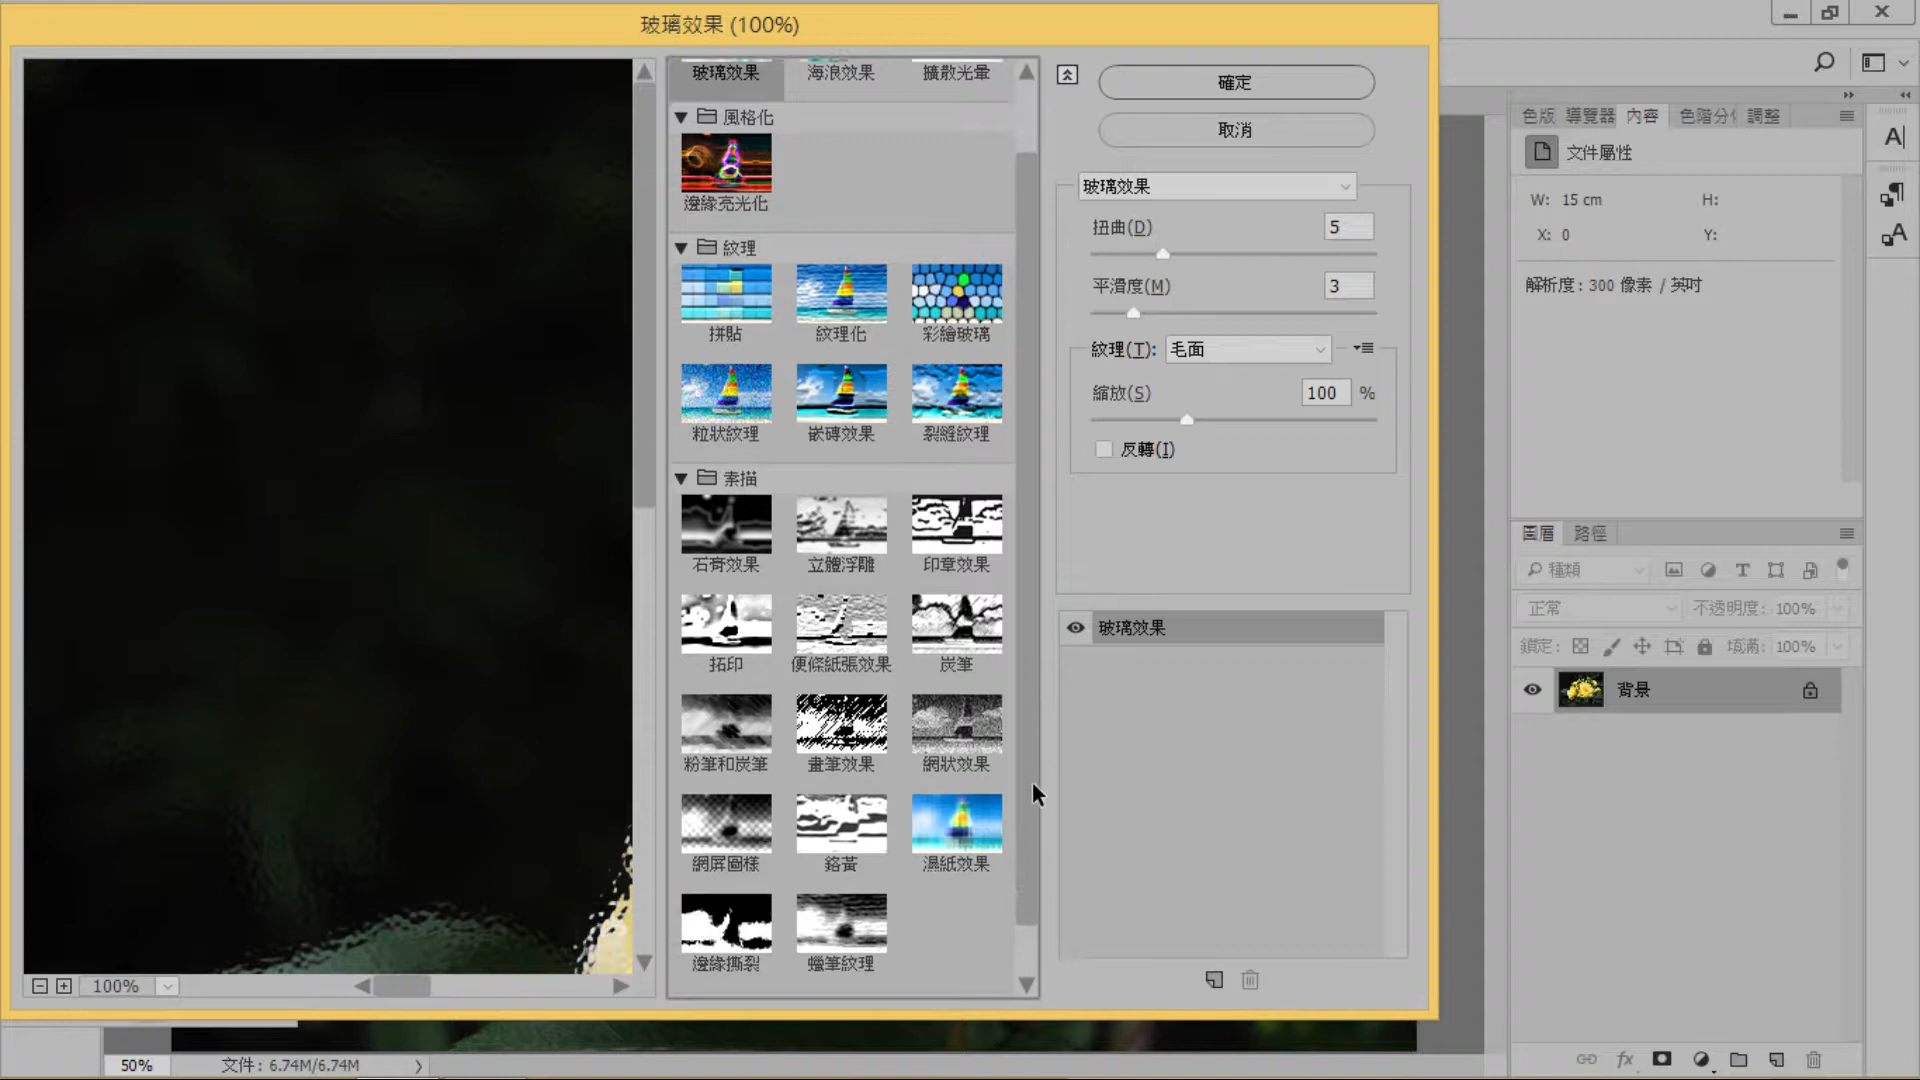 玻璃效果 (100%)
玻璃效果
海浪效果
擴散光暈
風格化
邊緣亮光化
紋理
拼貼
紋理化
彩繪玻璃
粒狀紋理
嵌磚效果
裂縫紋理
素描
石膏效果
立體浮雕
印章效果
拓印
便條紙張效果
炭筆
粉筆和炭筆
畫筆效果
網狀效果
網屏圖樣
鉻黃
濕紙效果
邊緣撕裂
蠟筆紋理
100%
確定
取消
玻璃效果
扭曲(D)
5
平滑度(M)
3
紋理(T):
毛面
縮放(S)
100 %
反轉(I)
玻璃效果
色版 導覽器 內容 色階分 調整
文件屬性
W: 15 cm
H:
X: 0
Y:
解析度: 300 像素 / 英吋
圖層 路徑
種類
正常
不透明度: 100%
鎖定:
填滿: 100%
背景
fx
50%
文件: 6.74M/6.74M